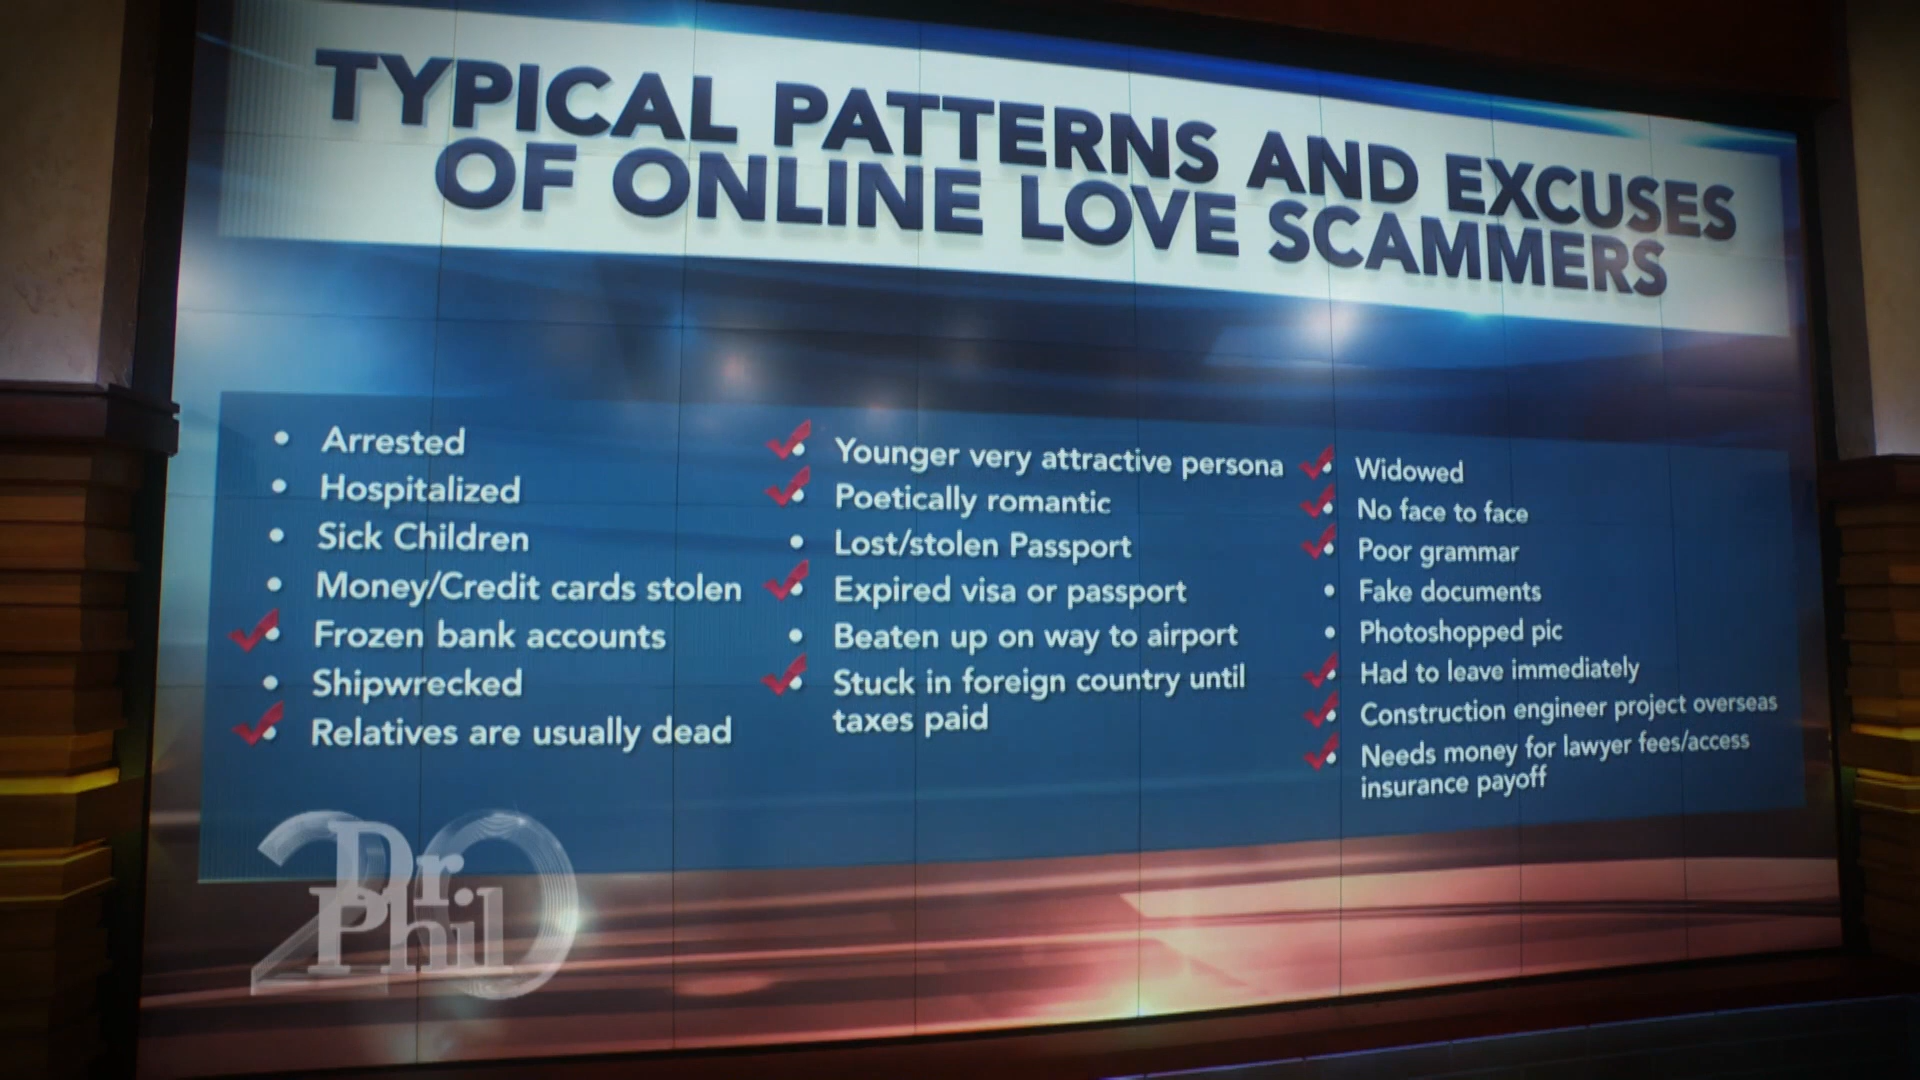 TYPICAL PATTERNS AND EXCUSES
OF ONLINE LOVE SCAMMERS
Arrested
Hospitalized
Sick Children
Money/Credit cards stolen
Frozen bank accounts
Shipwrecked
Relatives are usually dead
Younger very attractive persona
Poetically romantic
Lost/stolen Passport
Expired visa or passport
Beaten up on way to airport
Stuck in foreign country until
taxes paid
Widowed
No face to face
Poor grammar
Fake documents
Photoshopped pic
Had to leave immediately
Construction engineer project overseas
Needs money for lawyer fees/access
insurance payoff
20
Dr.
Phil